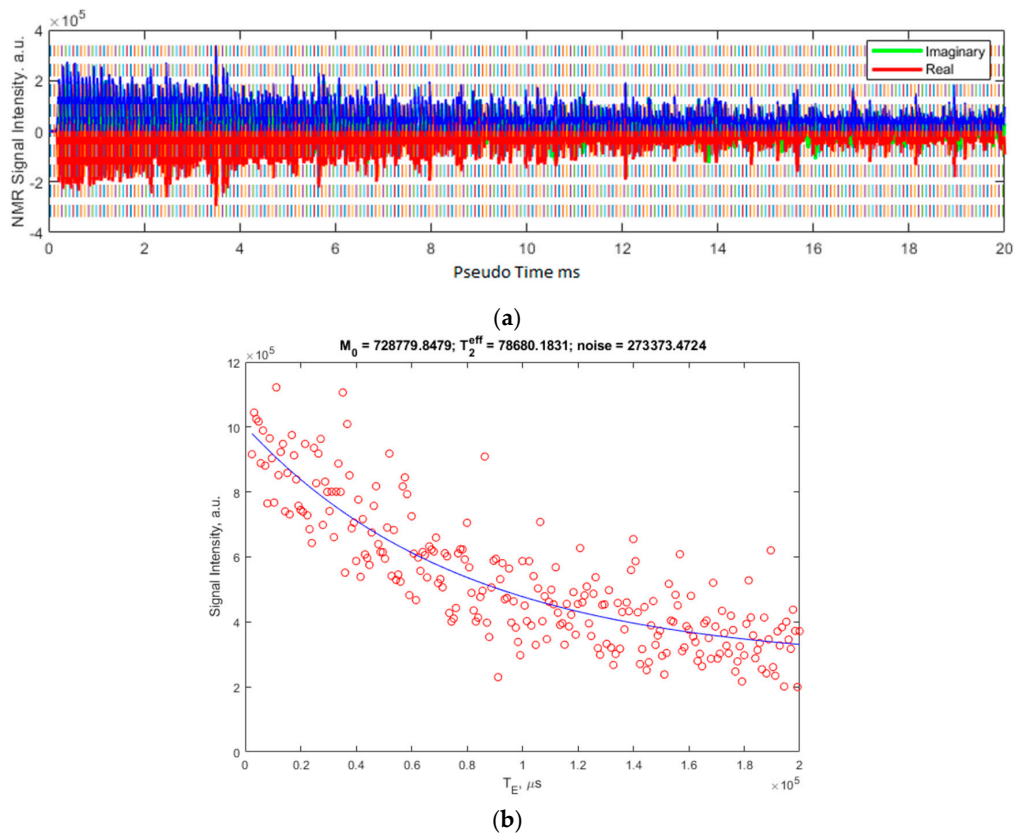 ×10⁵
4
2
0
-2
-4
NMR Signal Intensity. a.u.
Imaginary
Real
0 2 4 6 8 10 12 14 16 18 20
Pseudo Time ms
(a)
M₀ = 728779.8479; T₂ᵉᶠᶠ = 78680.1831; noise = 273373.4724
×10⁵
12
10
8
6
4
2
0
Signal Intensity, a.u.
0 0.2 0.4 0.6 0.8 1 1.2 1.4 1.6 1.8 2
T_E, μs
×10⁵
(b)